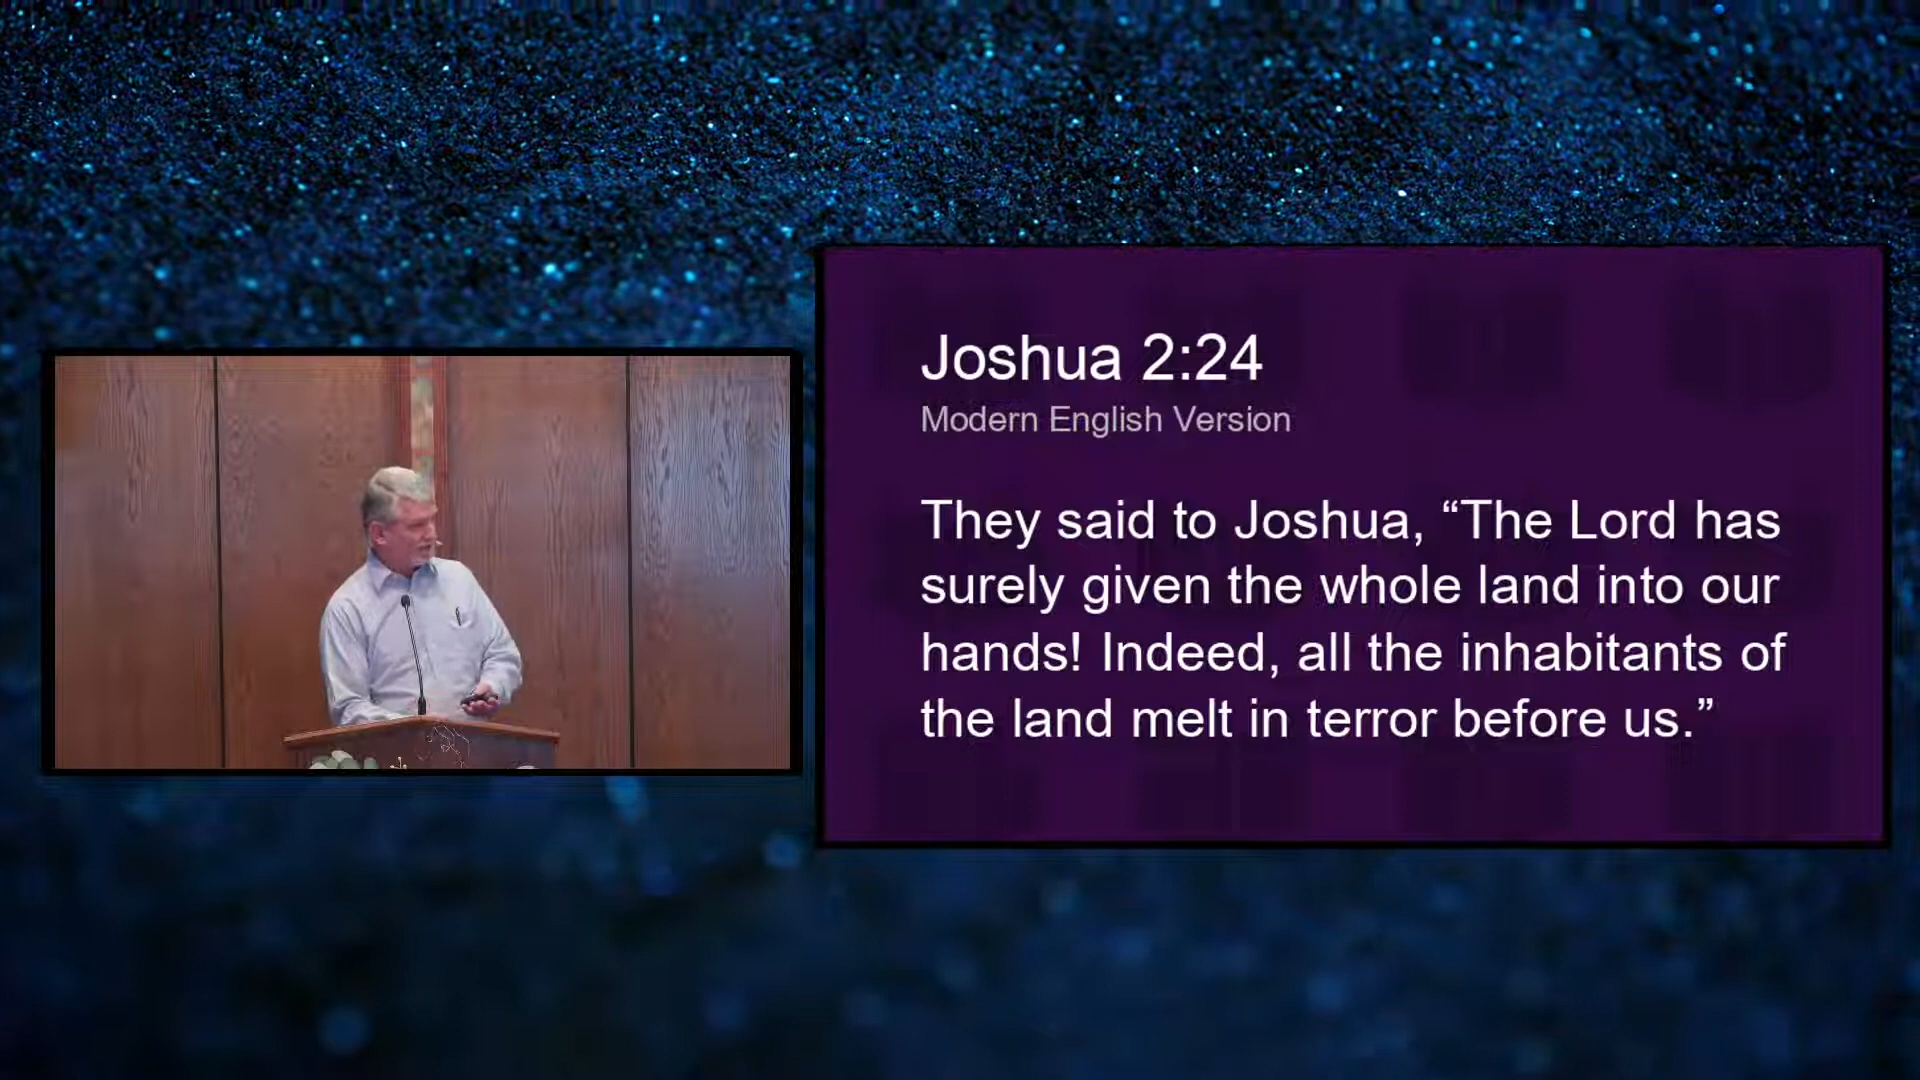 Joshua 2:24
Modern English Version
They said to Joshua, “The Lord has
surely given the whole land into our
hands! Indeed, all the inhabitants of
the land melt in terror before us.”